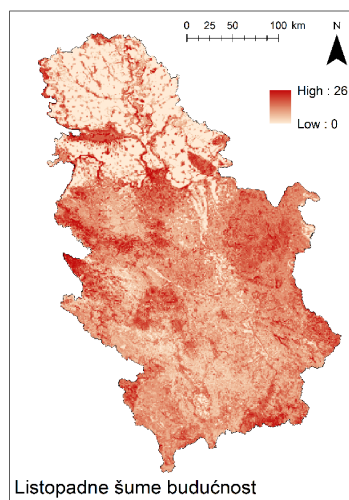 0 25 50 100 km
N
High : 26
Low : 0
Listopadne šume budućnost